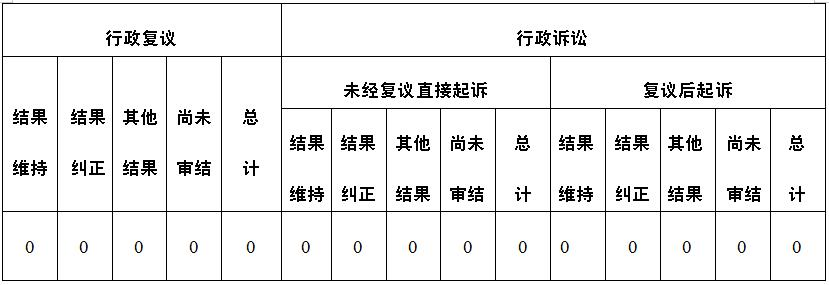 行政复议 行政诉讼
未经复议直接起诉 复议后起诉
结果维持 结果纠正 其他结果 尚未审结 总计
结果维持 结果纠正 其他结果 尚未审结 总计 结果维持 结果纠正 其他结果 尚未审结 总计
0 0 0 0 0 0 0 0 0 0 0 0 0 0 0